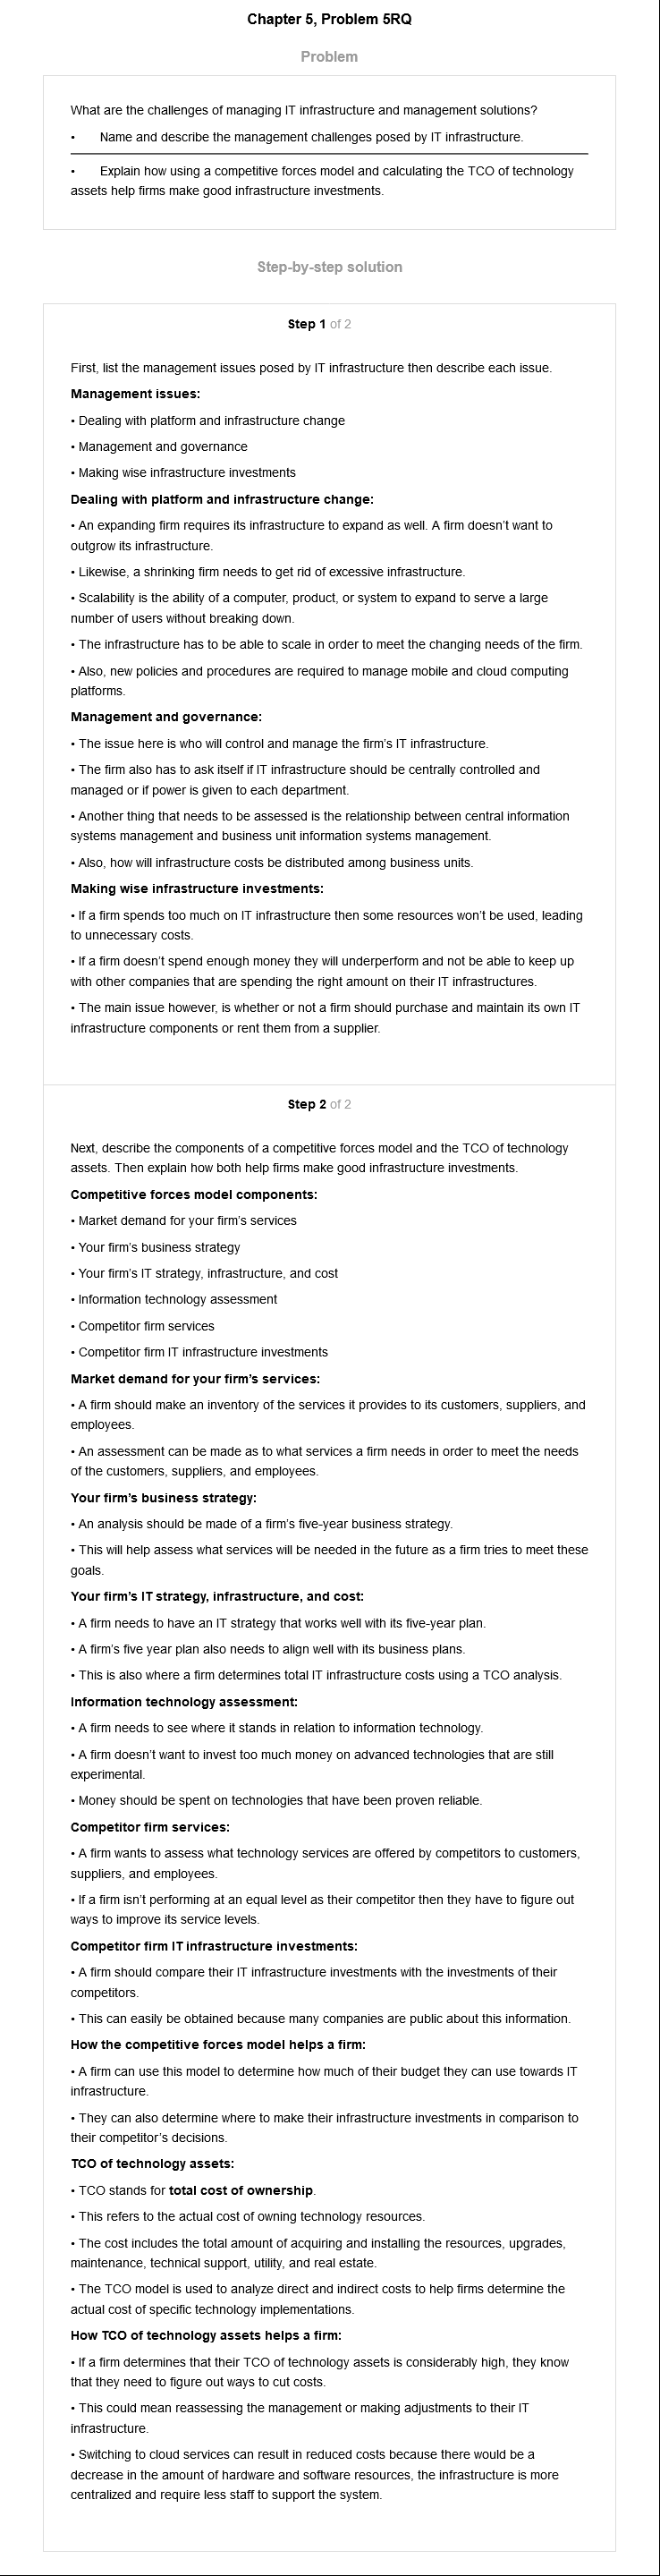 Chapter 5, Problem 5RQ
Problem
What are the challenges of managing IT infrastructure and management solutions?
• Name and describe the management challenges posed by IT infrastructure.
• Explain how using a competitive forces model and calculating the TCO of technology
assets help firms make good infrastructure investments.
Step-by-step solution
Step 1 of 2
First, list the management issues posed by IT infrastructure then describe each issue.
Management issues:
• Dealing with platform and infrastructure change
• Management and governance
• Making wise infrastructure investments
Dealing with platform and infrastructure change:
• An expanding firm requires its infrastructure to expand as well. A firm doesn’t want to
outgrow its infrastructure.
• Likewise, a shrinking firm needs to get rid of excessive infrastructure.
• Scalability is the ability of a computer, product, or system to expand to serve a large
number of users without breaking down.
• The infrastructure has to be able to scale in order to meet the changing needs of the firm.
• Also, new policies and procedures are required to manage mobile and cloud computing
platforms.
Management and governance:
• The issue here is who will control and manage the firm’s IT infrastructure.
• The firm also has to ask itself if IT infrastructure should be centrally controlled and
managed or if power is given to each department.
• Another thing that needs to be assessed is the relationship between central information
systems management and business unit information systems management.
• Also, how will infrastructure costs be distributed among business units.
Making wise infrastructure investments:
• If a firm spends too much on IT infrastructure then some resources won’t be used, leading
to unnecessary costs.
• If a firm doesn’t spend enough money they will underperform and not be able to keep up
with other companies that are spending the right amount on their IT infrastructures.
• The main issue however, is whether or not a firm should purchase and maintain its own IT
infrastructure components or rent them from a supplier.
Step 2 of 2
Next, describe the components of a competitive forces model and the TCO of technology
assets. Then explain how both help firms make good infrastructure investments.
Competitive forces model components:
• Market demand for your firm’s services
• Your firm’s business strategy
• Your firm’s IT strategy, infrastructure, and cost
• Information technology assessment
• Competitor firm services
• Competitor firm IT infrastructure investments
Market demand for your firm’s services:
• A firm should make an inventory of the services it provides to its customers, suppliers, and
employees.
• An assessment can be made as to what services a firm needs in order to meet the needs
of the customers, suppliers, and employees.
Your firm’s business strategy:
• An analysis should be made of a firm’s five-year business strategy.
• This will help assess what services will be needed in the future as a firm tries to meet these
goals.
Your firm’s IT strategy, infrastructure, and cost:
• A firm needs to have an IT strategy that works well with its five-year plan.
• A firm’s five year plan also needs to align well with its business plans.
• This is also where a firm determines total IT infrastructure costs using a TCO analysis.
Information technology assessment:
• A firm needs to see where it stands in relation to information technology.
• A firm doesn’t want to invest too much money on advanced technologies that are still
experimental.
• Money should be spent on technologies that have been proven reliable.
Competitor firm services:
• A firm wants to assess what technology services are offered by competitors to customers,
suppliers, and employees.
• If a firm isn’t performing at an equal level as their competitor then they have to figure out
ways to improve its service levels.
Competitor firm IT infrastructure investments:
• A firm should compare their IT infrastructure investments with the investments of their
competitors.
• This can easily be obtained because many companies are public about this information.
How the competitive forces model helps a firm:
• A firm can use this model to determine how much of their budget they can use towards IT
infrastructure.
• They can also determine where to make their infrastructure investments in comparison to
their competitor’s decisions.
TCO of technology assets:
• TCO stands for total cost of ownership.
• This refers to the actual cost of owning technology resources.
• The cost includes the total amount of acquiring and installing the resources, upgrades,
maintenance, technical support, utility, and real estate.
• The TCO model is used to analyze direct and indirect costs to help firms determine the
actual cost of specific technology implementations.
How TCO of technology assets helps a firm:
• If a firm determines that their TCO of technology assets is considerably high, they know
that they need to figure out ways to cut costs.
• This could mean reassessing the management or making adjustments to their IT
infrastructure.
• Switching to cloud services can result in reduced costs because there would be a
decrease in the amount of hardware and software resources, the infrastructure is more
centralized and require less staff to support the system.